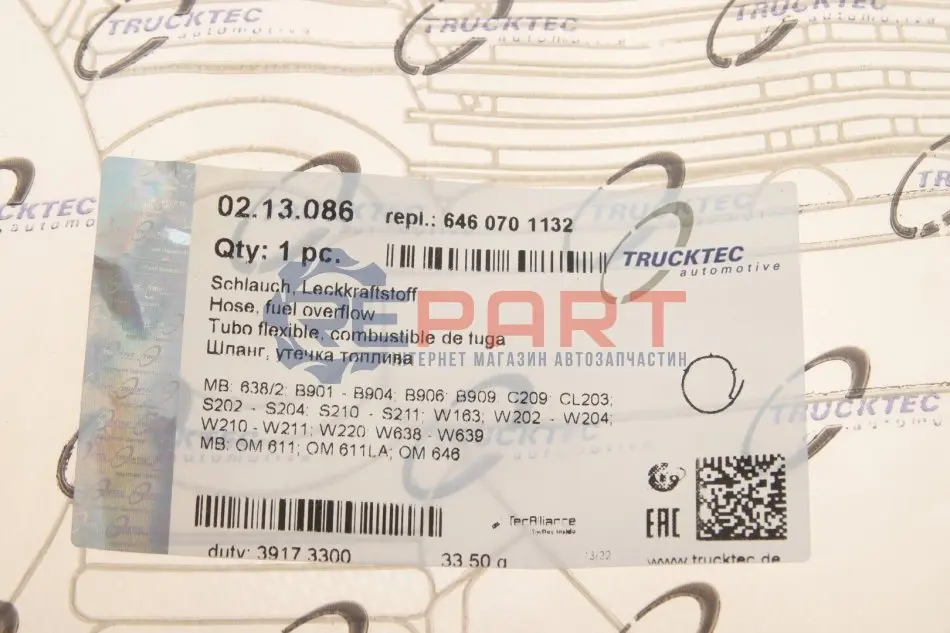 TRUCKTEC
automotive
TRUCKTEC
automotive
TRUCKTEC
automotive
TRUCKTEC
TRUCKTEC
02.13.086 repl.: 646 070 1132
Qty: 1 pc.
TRUCKTEC
automotive
Schlauch, Leckkraftstoff
Hose, fuel overflow
Tubo flexible, combustible de fuga
Шланг, утечка топлива
PART
ИНТЕРНЕТ МАГАЗИН АВТОЗАПЧАСТИН
MB: 638/2; B901 - B904; B906; B909; C209; CL203;
S202 - S204; S210 - S211; W163; W202 - W204;
W210 - W211; W220; W638 - W639
MB: OM 611; OM 611LA; OM 646
TRUCKTEC
TecAlliance
EAC
duty: 3917 3300 33.50 g 13/22 www.trucktec.de
TRUCKTEC